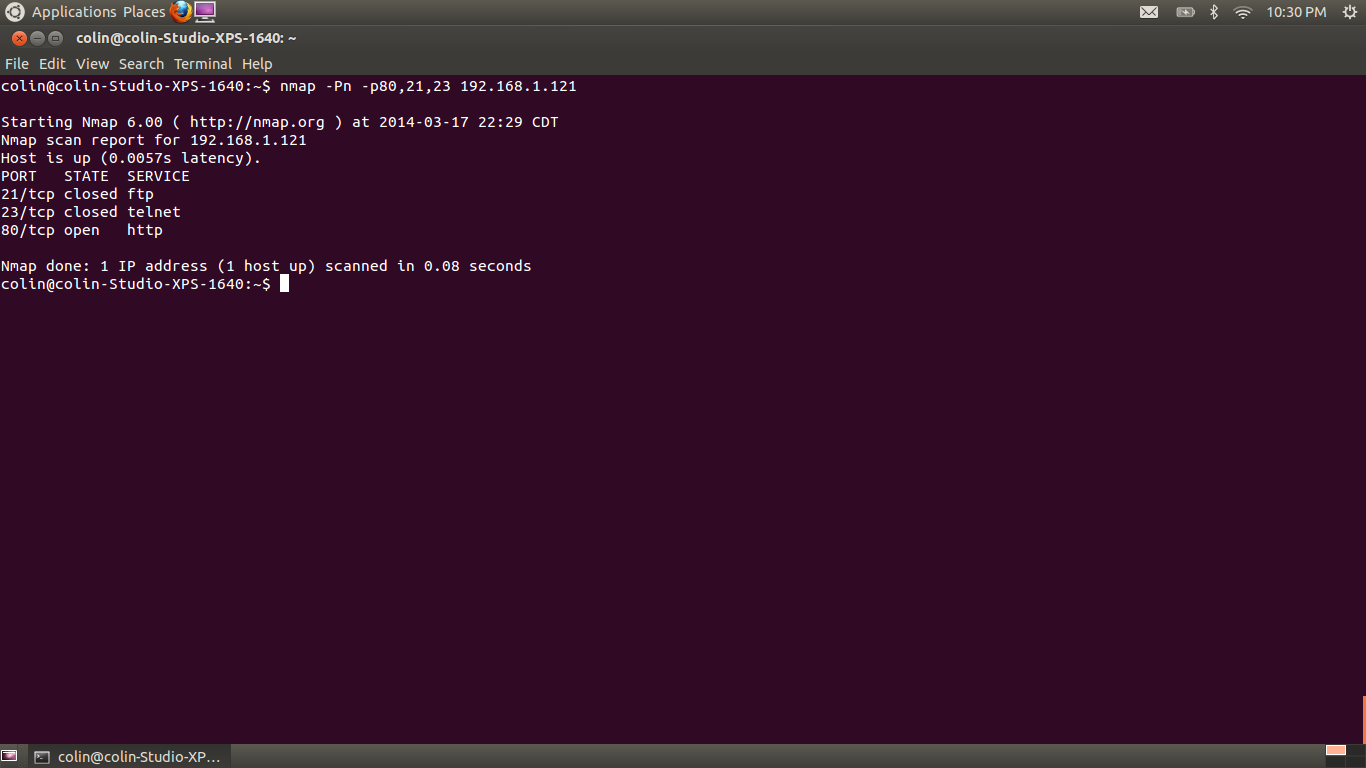 Applications Places 10:30 PM
colin@colin-Studio-XPS-1640: ~
File Edit View Search Terminal Help
colin@colin-Studio-XPS-1640:~$ nmap -Pn -p80,21,23 192.168.1.121
Starting Nmap 6.00 ( http://nmap.org ) at 2014-03-17 22:29 CDT
Nmap scan report for 192.168.1.121
Host is up (0.0057s latency).
PORT   STATE  SERVICE
21/tcp closed ftp
23/tcp closed telnet
80/tcp open   http
Nmap done: 1 IP address (1 host up) scanned in 0.08 seconds
colin@colin-Studio-XPS-1640:~$
colin@colin-Studio-XP...